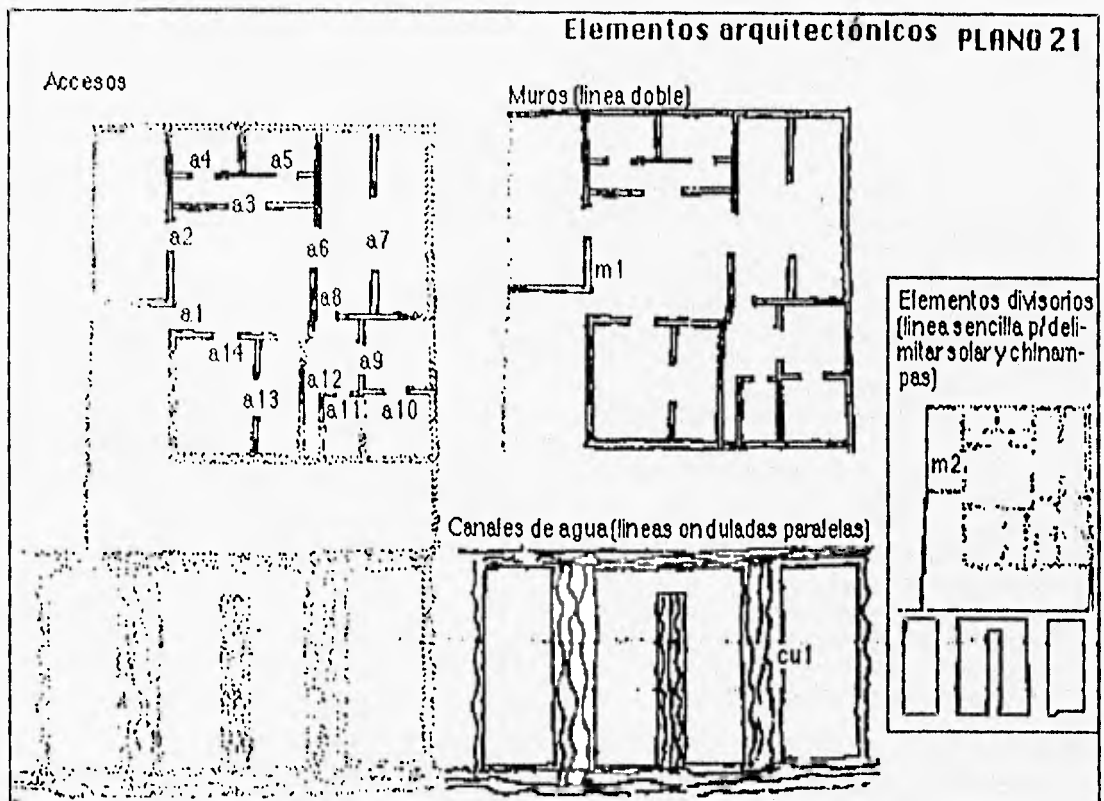 Elementos arquitectónicos PLANO 21
Accesos
Muros (linea doble)
a4
a5
a3
a2
a6
a7
a8
a1
a14
a9
a13
a12
a11
a10
m1
Elementos divisorios
(linea sencilla p/deli
mitar solar y chinam-
pas)
m2
Canales de agua (lineas onduladas paralelas)
cu1